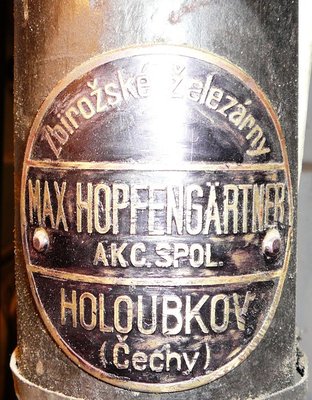 Zbirožské Železárny
MAX HOPFENGÄRTNER
AKC. SPOL.
HOLOUBKOV
(Čechy)